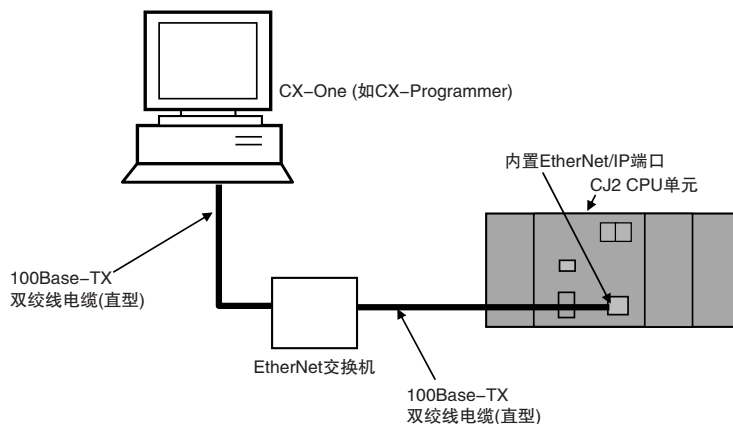 CX-One (如CX-Programmer)
内置EtherNet/IP端口
CJ2 CPU单元
100Base-TX
双绞线电缆(直型)
EtherNet交换机
100Base-TX
双绞线电缆(直型)